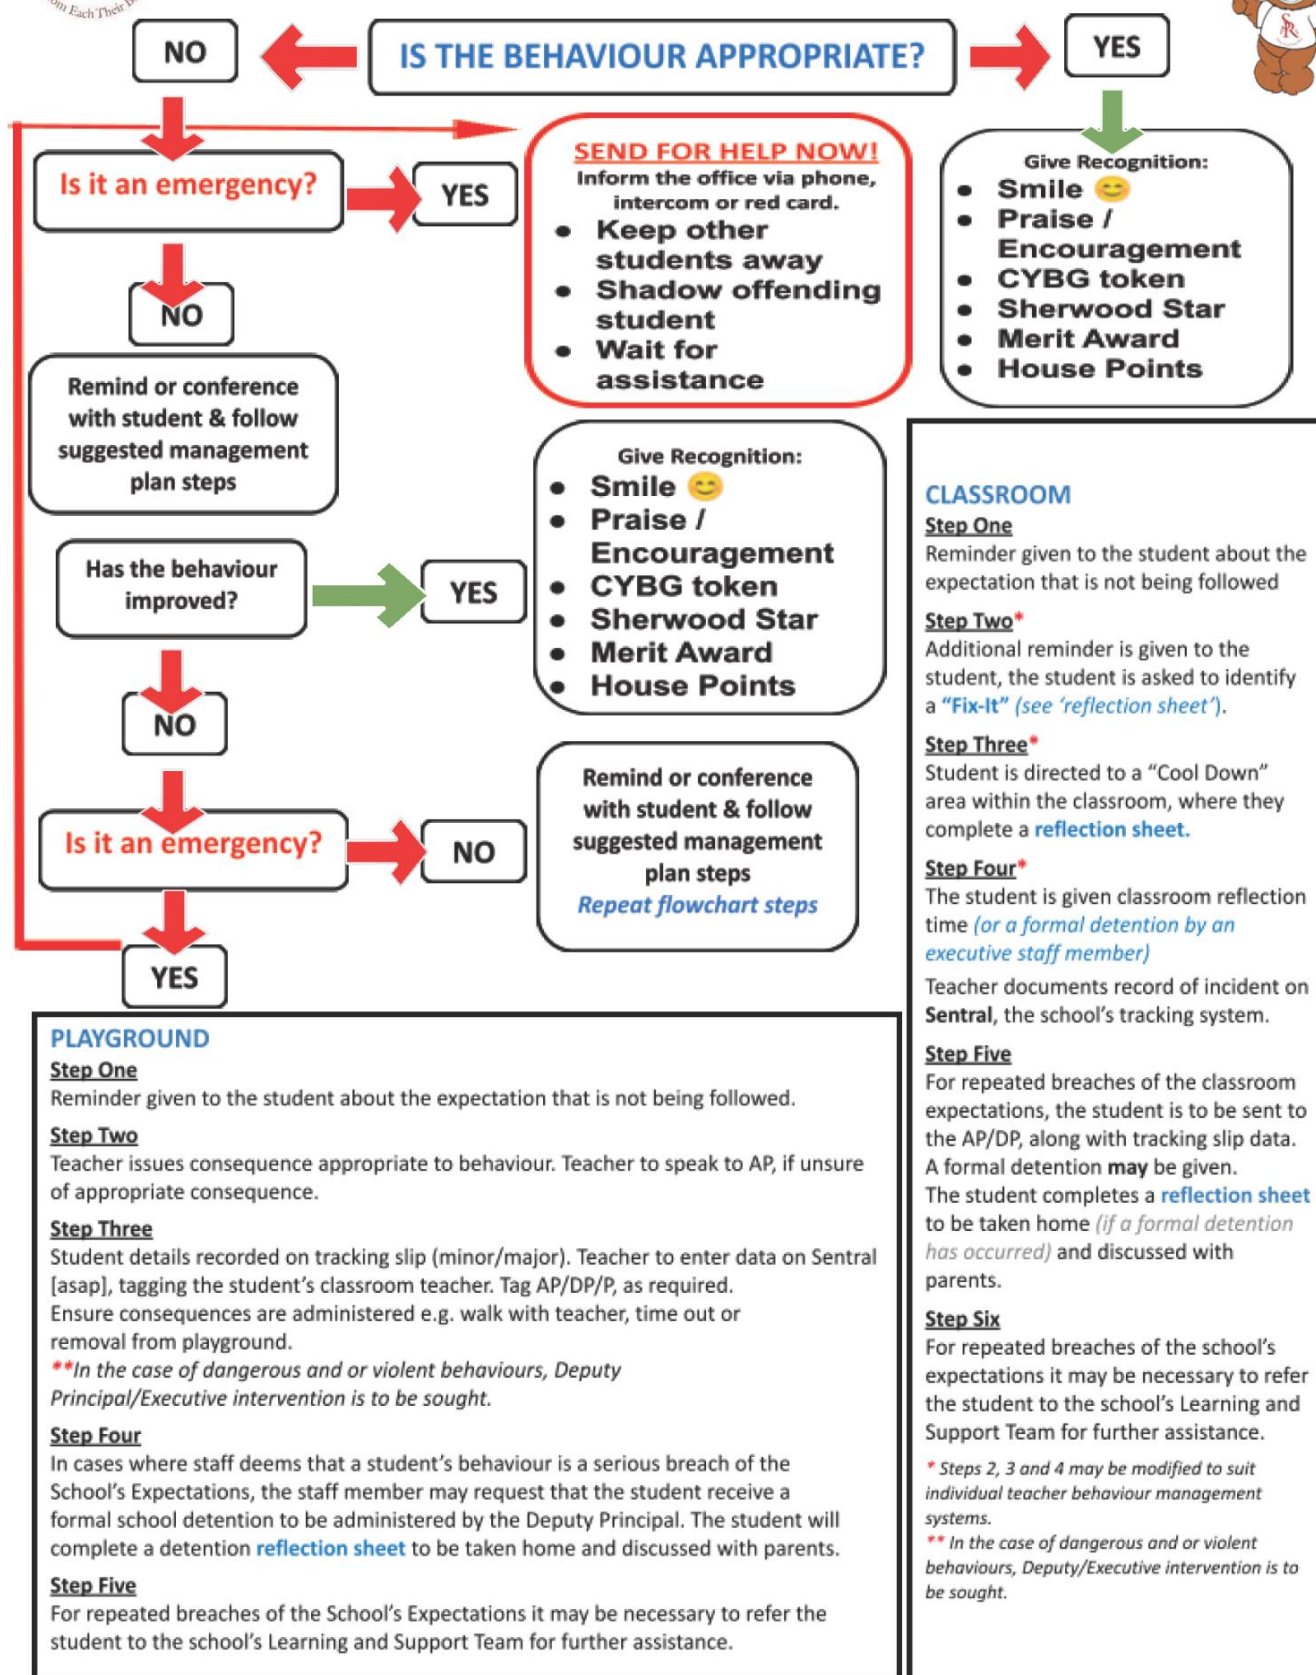 om Each Their B
NO
IS THE BEHAVIOUR APPROPRIATE?
YES
SR
Is it an emergency?
YES
SEND FOR HELP NOW!
Inform the office via phone,
intercom or red card.
• Keep other
students away
• Shadow offending
student
• Wait for
assistance
Give Recognition:
• Smile 😊
• Praise /
Encouragement
• CYBG token
• Sherwood Star
• Merit Award
• House Points
NO
Remind or conference
with student & follow
suggested management
plan steps
Has the behaviour
improved?
YES
Give Recognition:
• Smile 😊
• Praise /
Encouragement
• CYBG token
• Sherwood Star
• Merit Award
• House Points
NO
Is it an emergency?
NO
Remind or conference
with student & follow
suggested management
plan steps
Repeat flowchart steps
YES
PLAYGROUND
Step One
Reminder given to the student about the expectation that is not being followed.
Step Two
Teacher issues consequence appropriate to behaviour. Teacher to speak to AP, if unsure
of appropriate consequence.
Step Three
Student details recorded on tracking slip (minor/major). Teacher to enter data on Sentral
[asap], tagging the student's classroom teacher. Tag AP/DP/P, as required.
Ensure consequences are administered e.g. walk with teacher, time out or
removal from playground.
**In the case of dangerous and or violent behaviours, Deputy
Principal/Executive intervention is to be sought.
Step Four
In cases where staff deems that a student's behaviour is a serious breach of the
School's Expectations, the staff member may request that the student receive a
formal school detention to be administered by the Deputy Principal. The student will
complete a detention reflection sheet to be taken home and discussed with parents.
Step Five
For repeated breaches of the School's Expectations it may be necessary to refer the
student to the school's Learning and Support Team for further assistance.
CLASSROOM
Step One
Reminder given to the student about the
expectation that is not being followed
Step Two*
Additional reminder is given to the
student, the student is asked to identify
a "Fix-It" (see 'reflection sheet').
Step Three*
Student is directed to a "Cool Down"
area within the classroom, where they
complete a reflection sheet.
Step Four*
The student is given classroom reflection
time (or a formal detention by an
executive staff member)
Teacher documents record of incident on
Sentral, the school's tracking system.
Step Five
For repeated breaches of the classroom
expectations, the student is to be sent to
the AP/DP, along with tracking slip data.
A formal detention may be given.
The student completes a reflection sheet
to be taken home (if a formal detention
has occurred) and discussed with
parents.
Step Six
For repeated breaches of the school's
expectations it may be necessary to refer
the student to the school's Learning and
Support Team for further assistance.
* Steps 2, 3 and 4 may be modified to suit
individual teacher behaviour management
systems.
** In the case of dangerous and or violent
behaviours, Deputy/Executive intervention is to
be sought.